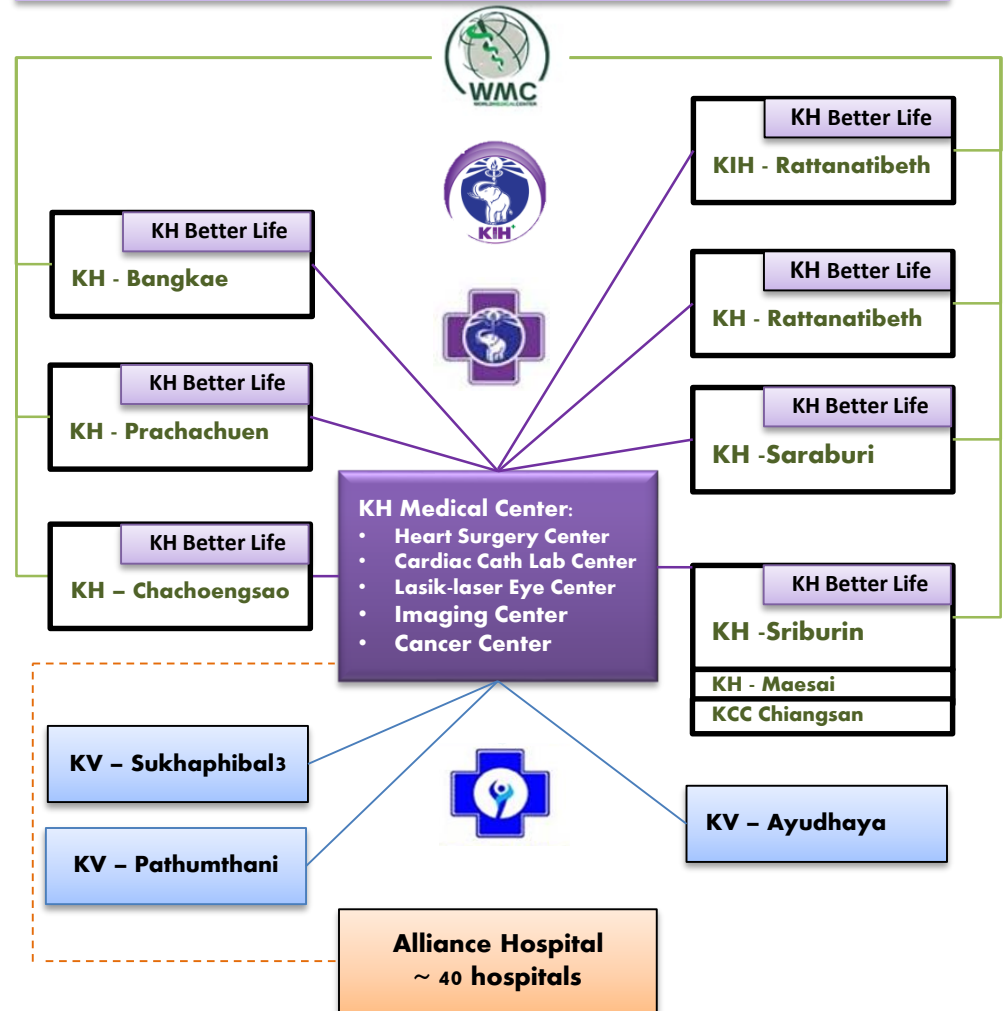 WMC
WORLDMEDICALCENTER
KIH+
KH Better Life
KH - Bangkae
KH Better Life
KH - Prachachuen
KH Better Life
KH – Chachoengsao
KH Better Life
KIH - Rattanatibeth
KH Better Life
KH - Rattanatibeth
KH Better Life
KH -Saraburi
KH Better Life
KH -Sriburin
KH - Maesai
KCC Chiangsan
KH Medical Center:
• Heart Surgery Center
• Cardiac Cath Lab Center
• Lasik-laser Eye Center
• Imaging Center
• Cancer Center
KV – Sukhaphibal3
KV – Pathumthani
KV – Ayudhaya
Alliance Hospital
~ 40 hospitals